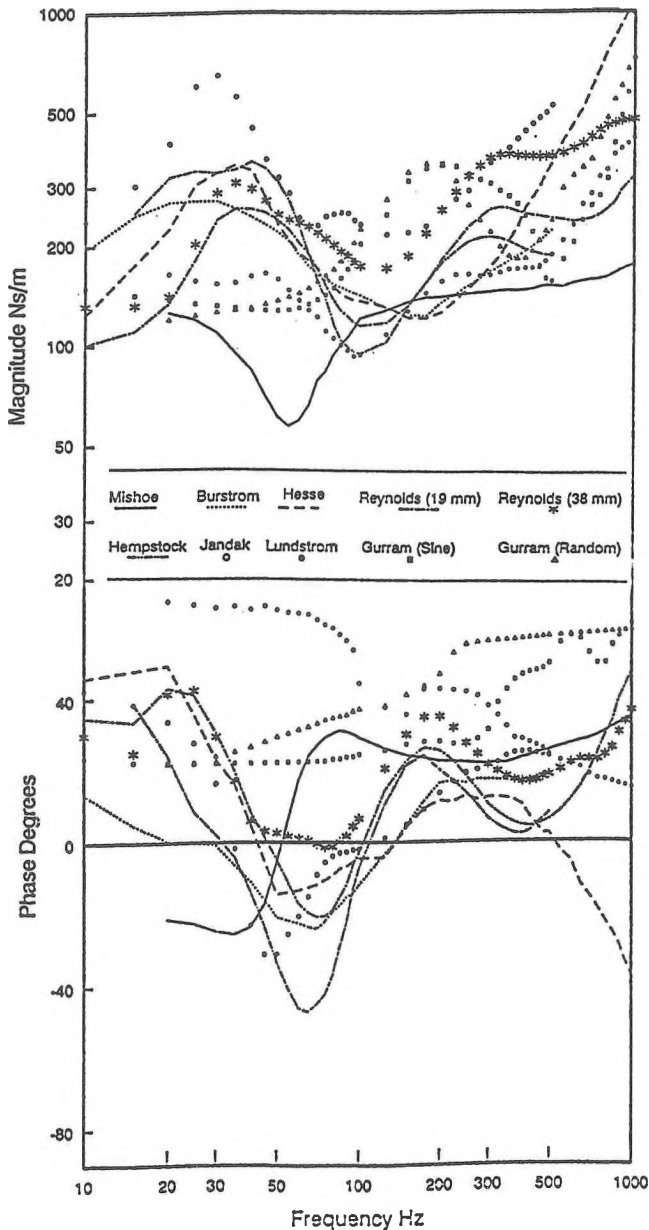 1000
500
300
200
100
50
30
20
Magnitude Ns/m
Mishoe Burstrom Hesse Reynolds (19 mm) Reynolds (38 mm)
Hempstock Jandak Lundstrom Gurram (Sine) Gurram (Random)
40
0
-40
-80
Phase Degrees
10 20 30 50 100 200 300 500 1000
Frequency Hz